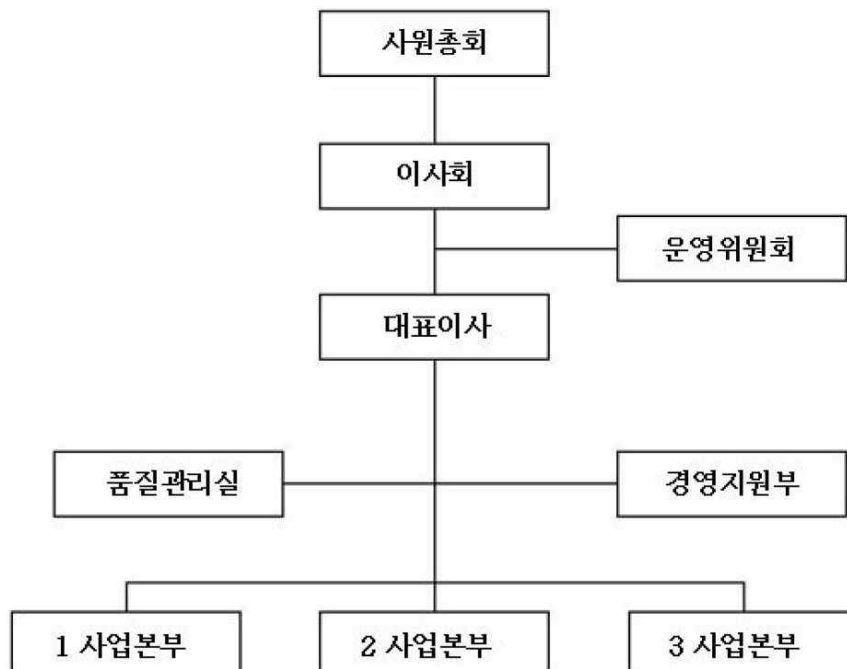 사원총회
이사회
운영위원회
대표이사
품질관리실
경영지원부
1 사업본부
2 사업본부
3 사업본부